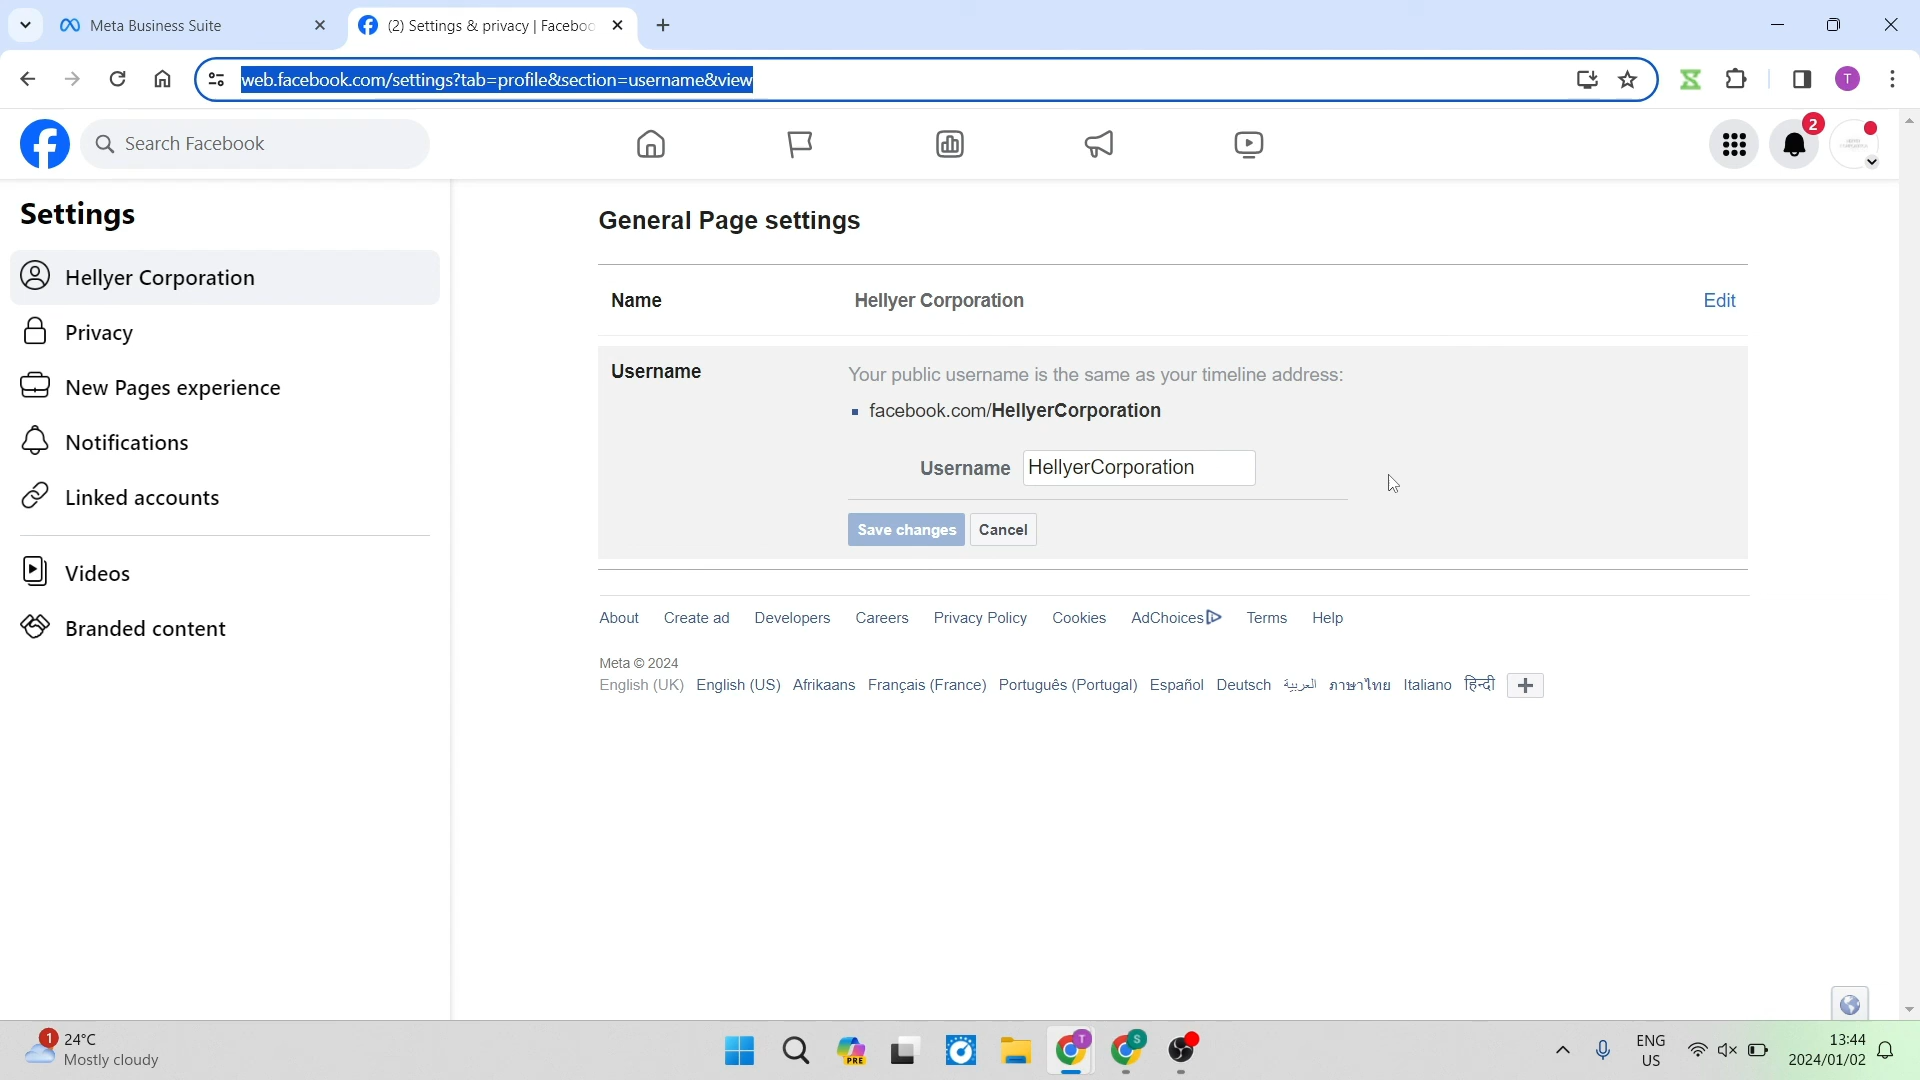 Meta Business Suite
(2) Settings & privacy | Faceboo
web.facebook.com/settings?tab=profile&section=username&view
T
Search Facebook
2
Settings
Hellyer Corporation
Privacy
New Pages experience
Notifications
Linked accounts
Videos
Branded content
General Page settings
Name Hellyer Corporation Edit
Username Your public username is the same as your timeline address:
facebook.com/HellyerCorporation
Username HellyerCorporation
Save changes Cancel
About Create ad Developers Careers Privacy Policy Cookies AdChoices Terms Help
Meta © 2024
English (UK) English (US) Afrikaans Français (France) Português (Portugal) Español Deutsch العربية ภาษาไทย Italiano हिन्दी
1
24°C
Mostly cloudy
PRE
T
S
ENG
US
13:44
2024/01/02